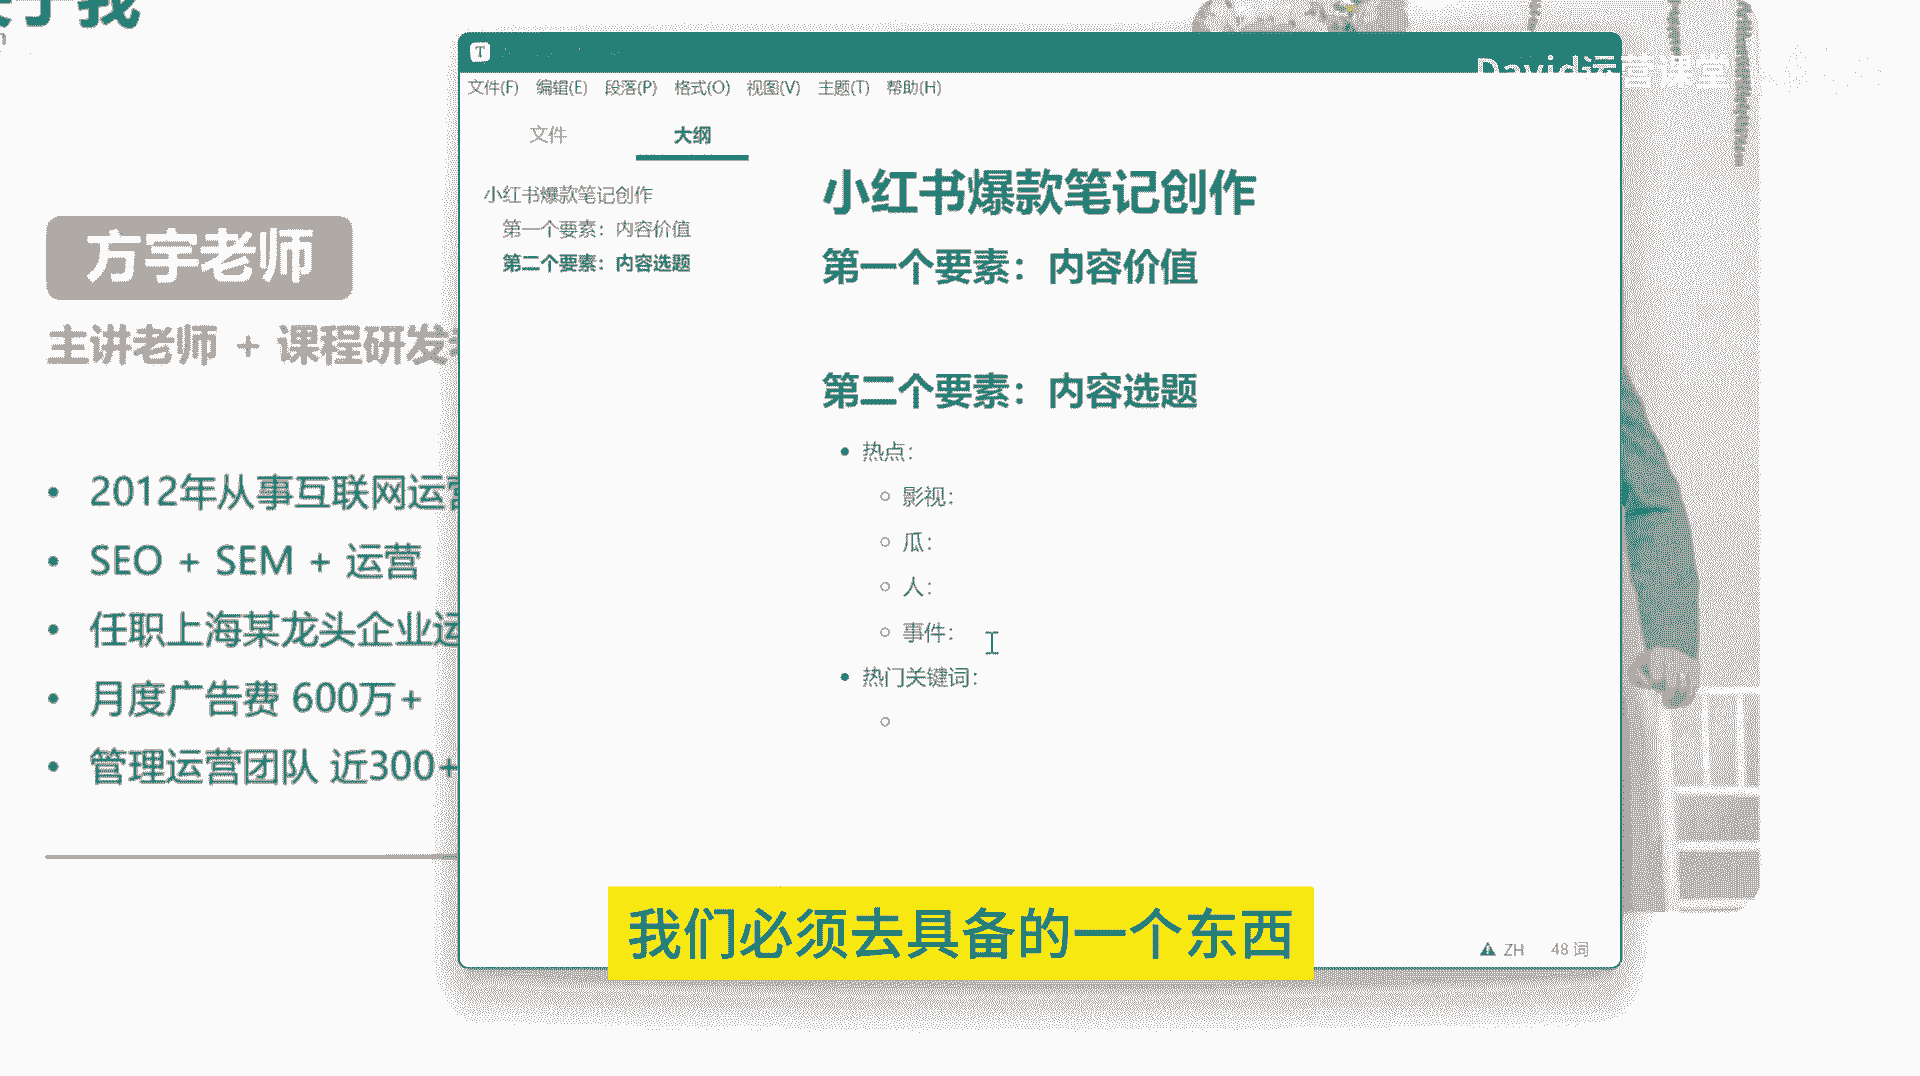 我
David运营课堂
文件(F) 编辑(E) 段落(P) 格式(O) 视图(V) 主题(T) 帮助(H)
文件 大纲
小红书爆款笔记创作
第一个要素：内容价值
第二个要素：内容选题
小红书爆款笔记创作
第一个要素：内容价值
第二个要素：内容选题
热点：
影视：
瓜：
人：
事件：
热门关键词：
方宇老师
主讲老师 + 课程研发
2012年从事互联网运营
SEO + SEM + 运营
任职上海某龙头企业运
月度广告费 600万+
管理运营团队 近300+
我们必须去具备的一个东西
ZH 48 词